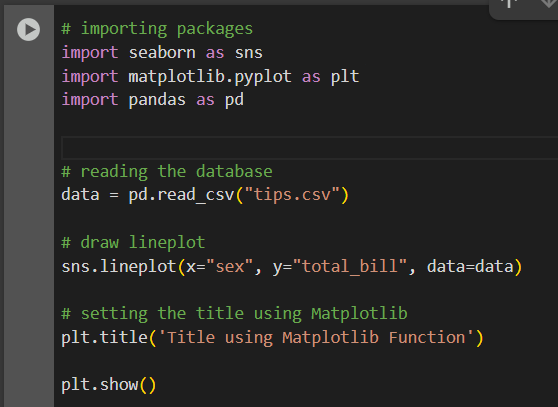 # importing packages
import seaborn as sns
import matplotlib.pyplot as plt
import pandas as pd
# reading the database
data = pd.read_csv("tips.csv")
# draw lineplot
sns.lineplot(x="sex", y="total_bill", data=data)
# setting the title using Matplotlib
plt.title('Title using Matplotlib Function')
plt.show()